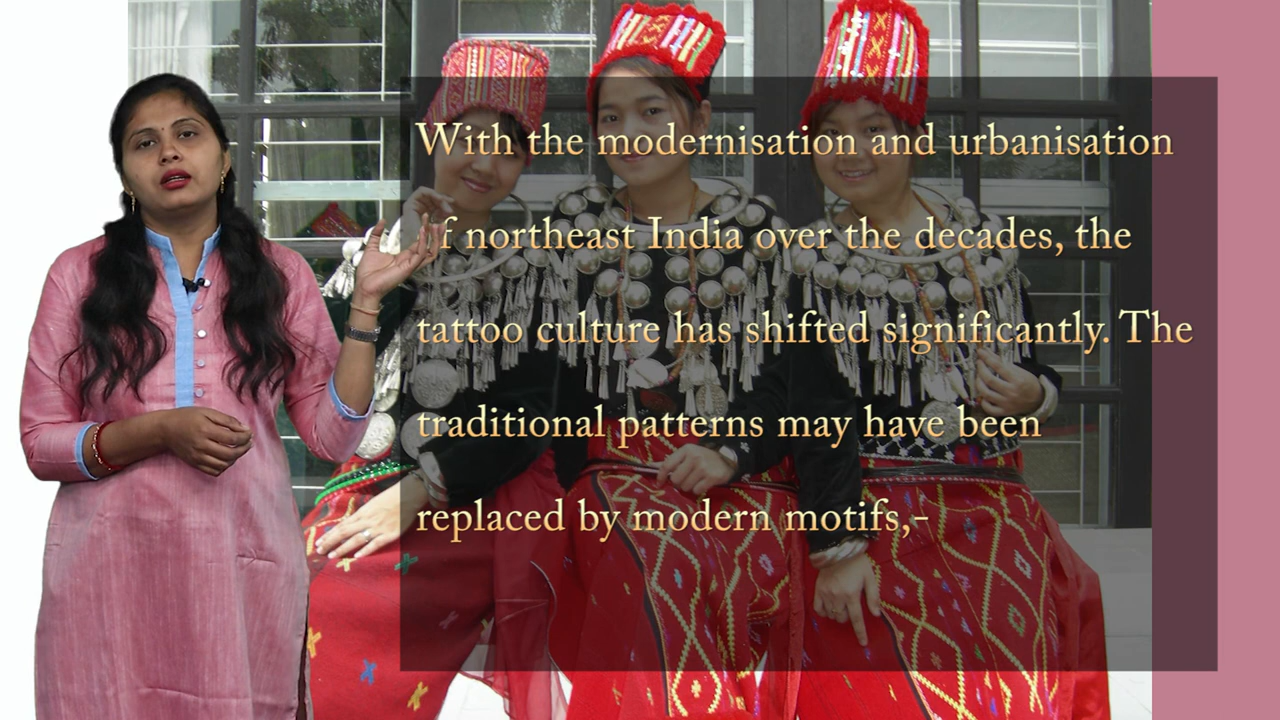 With the modernisation and urbanisation
of northeast India over the decades, the
tattoo culture has shifted significantly. The
traditional patterns may have been
replaced by modern motifs,-